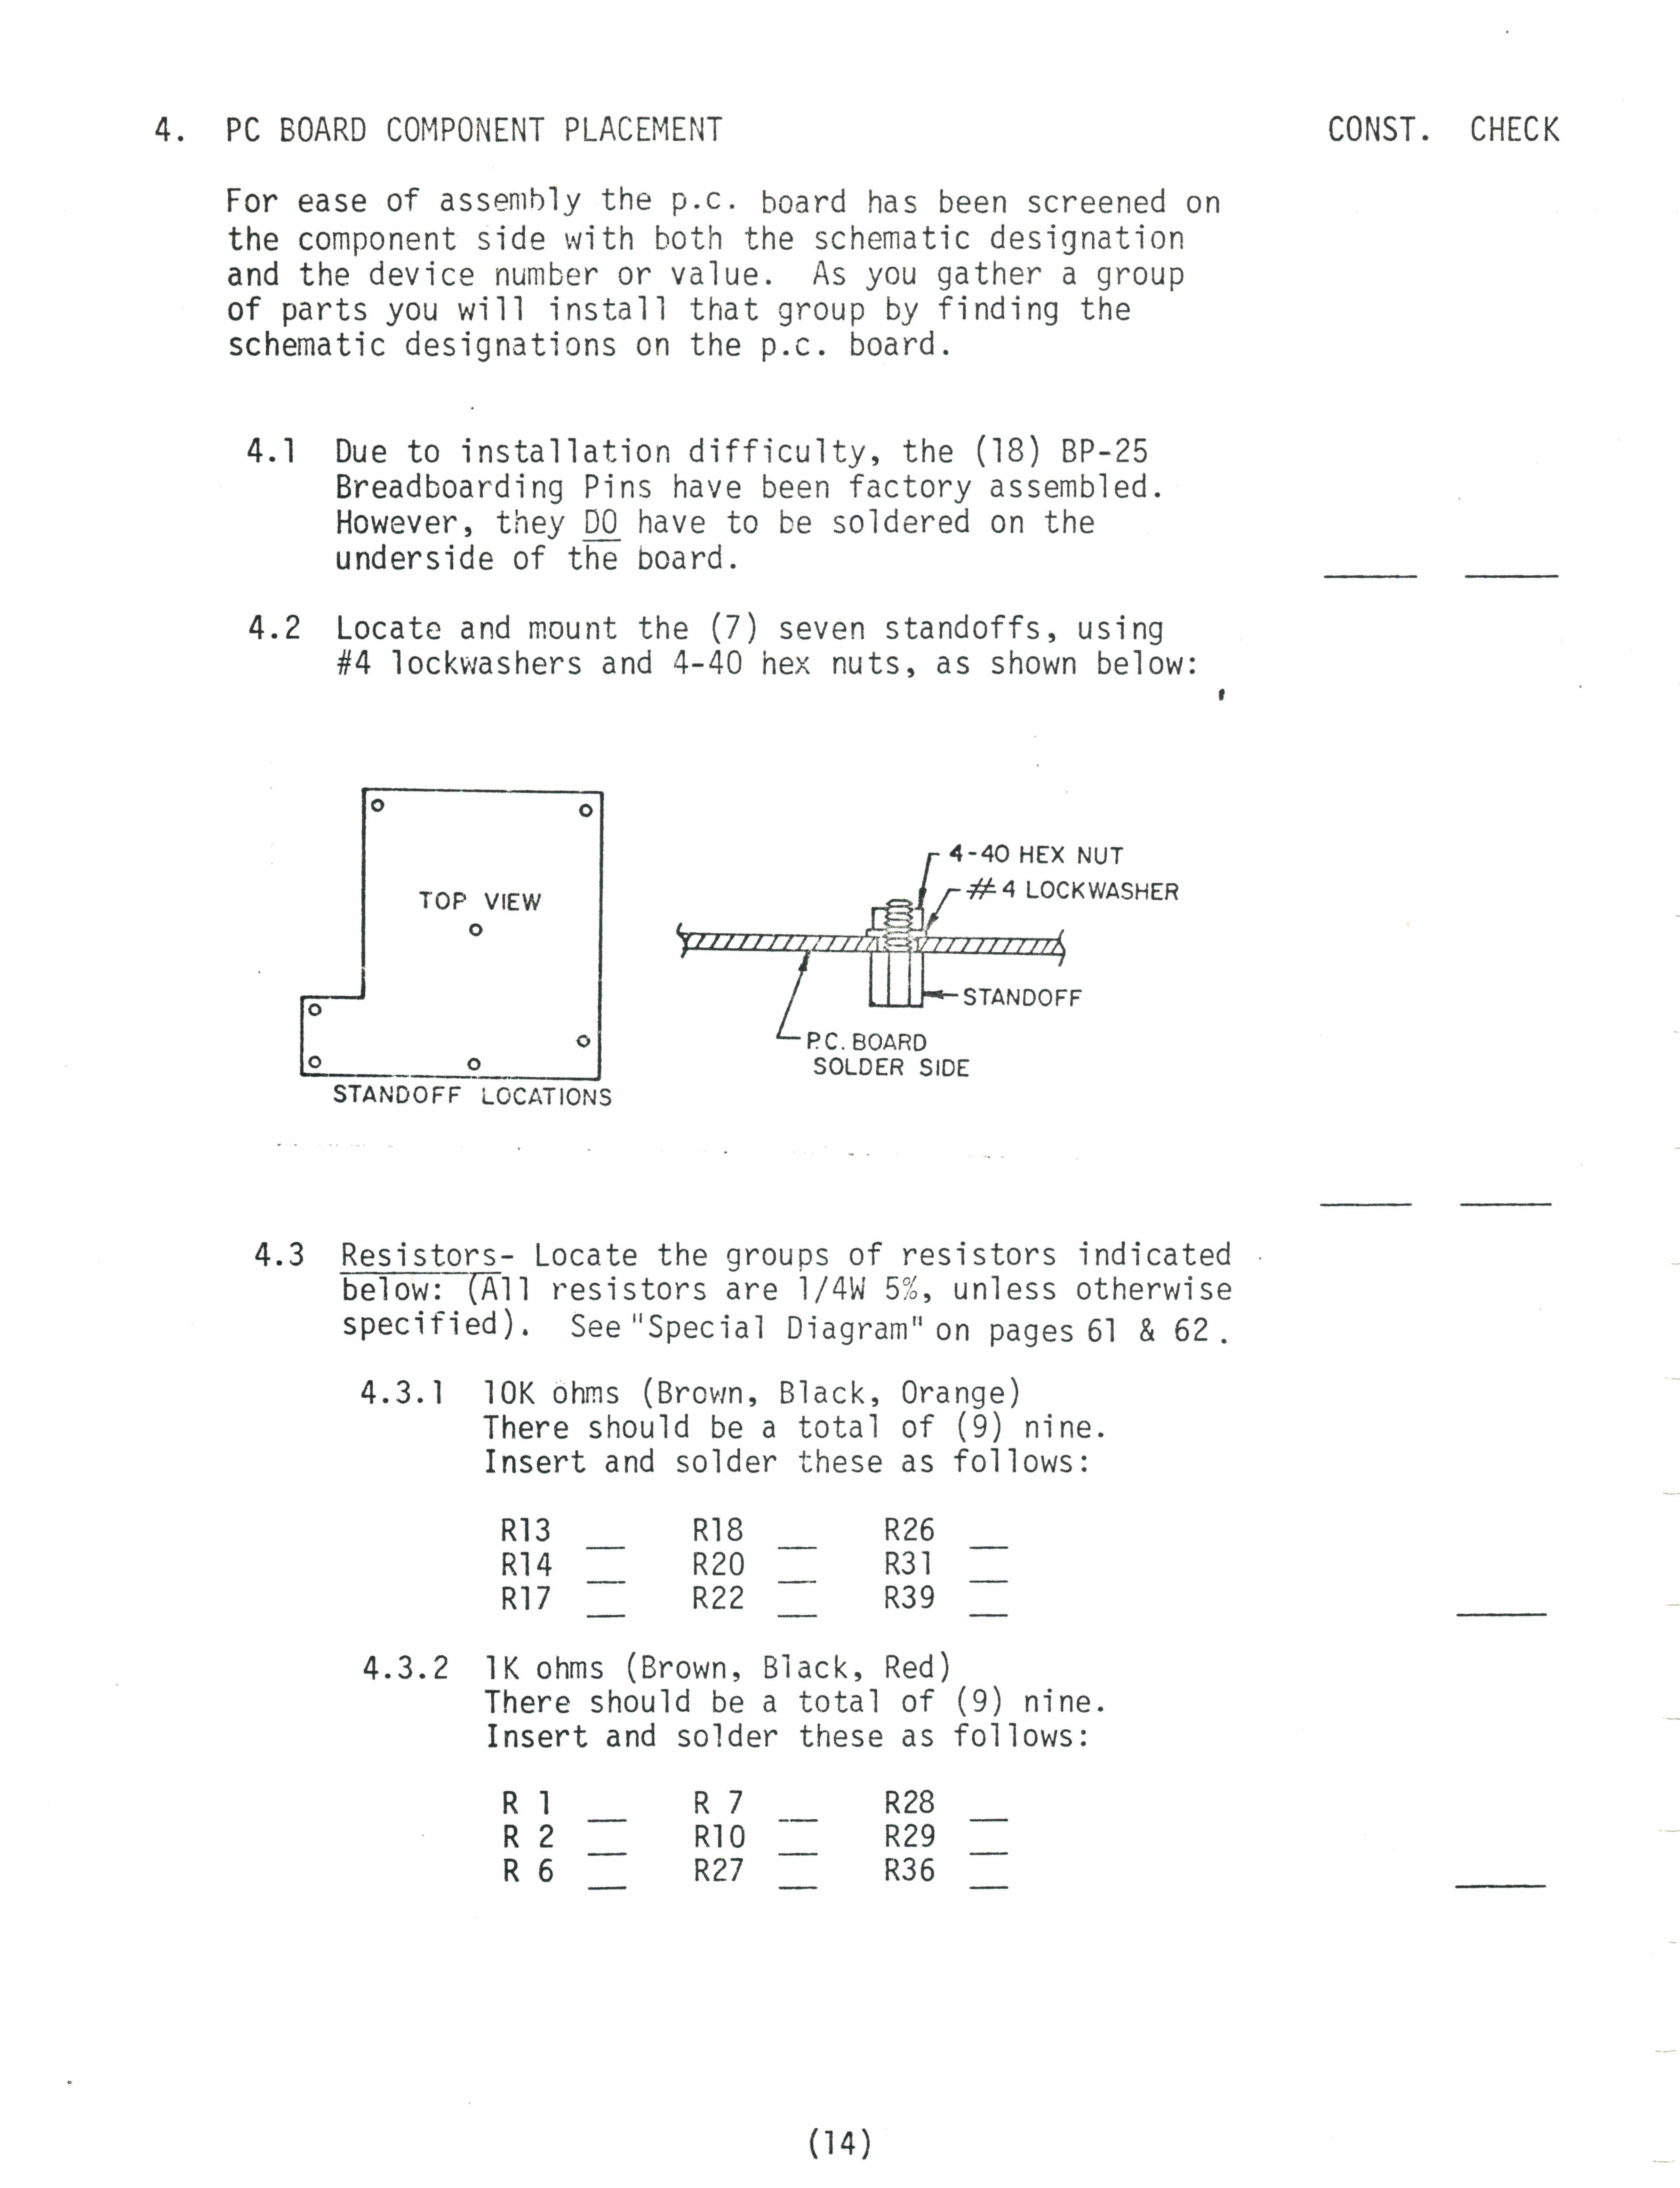 4. PC BOARD COMPONENT PLACEMENT CONST. CHECK
For ease of assembly the p.c. board has been screened on
the component side with both the schematic designation
and the device number or value. As you gather a group
of parts you will install that group by finding the
schematic designations on the p.c. board.
4.1 Due to installation difficulty, the (18) BP-25
Breadboarding Pins have been factory assembled.
However, they DO have to be soldered on the
underside of the board.
4.2 Locate and mount the (7) seven standoffs, using
#4 lockwashers and 4-40 hex nuts, as shown below:
TOP VIEW
STANDOFF LOCATIONS
4-40 HEX NUT
#4 LOCKWASHER
STANDOFF
P.C. BOARD
SOLDER SIDE
4.3 Resistors- Locate the groups of resistors indicated
below: (All resistors are 1/4W 5%, unless otherwise
specified). See "Special Diagram" on pages 61 & 62.
4.3.1 10K ohms (Brown, Black, Orange)
There should be a total of (9) nine.
Insert and solder these as follows:
R13 __ R18 __ R26 __
R14 __ R20 __ R31 __
R17 __ R22 __ R39 __
4.3.2 1K ohms (Brown, Black, Red)
There should be a total of (9) nine.
Insert and solder these as follows:
R 1 __ R 7 __ R28 __
R 2 __ R10 __ R29 __
R 6 __ R27 __ R36 __
(14)